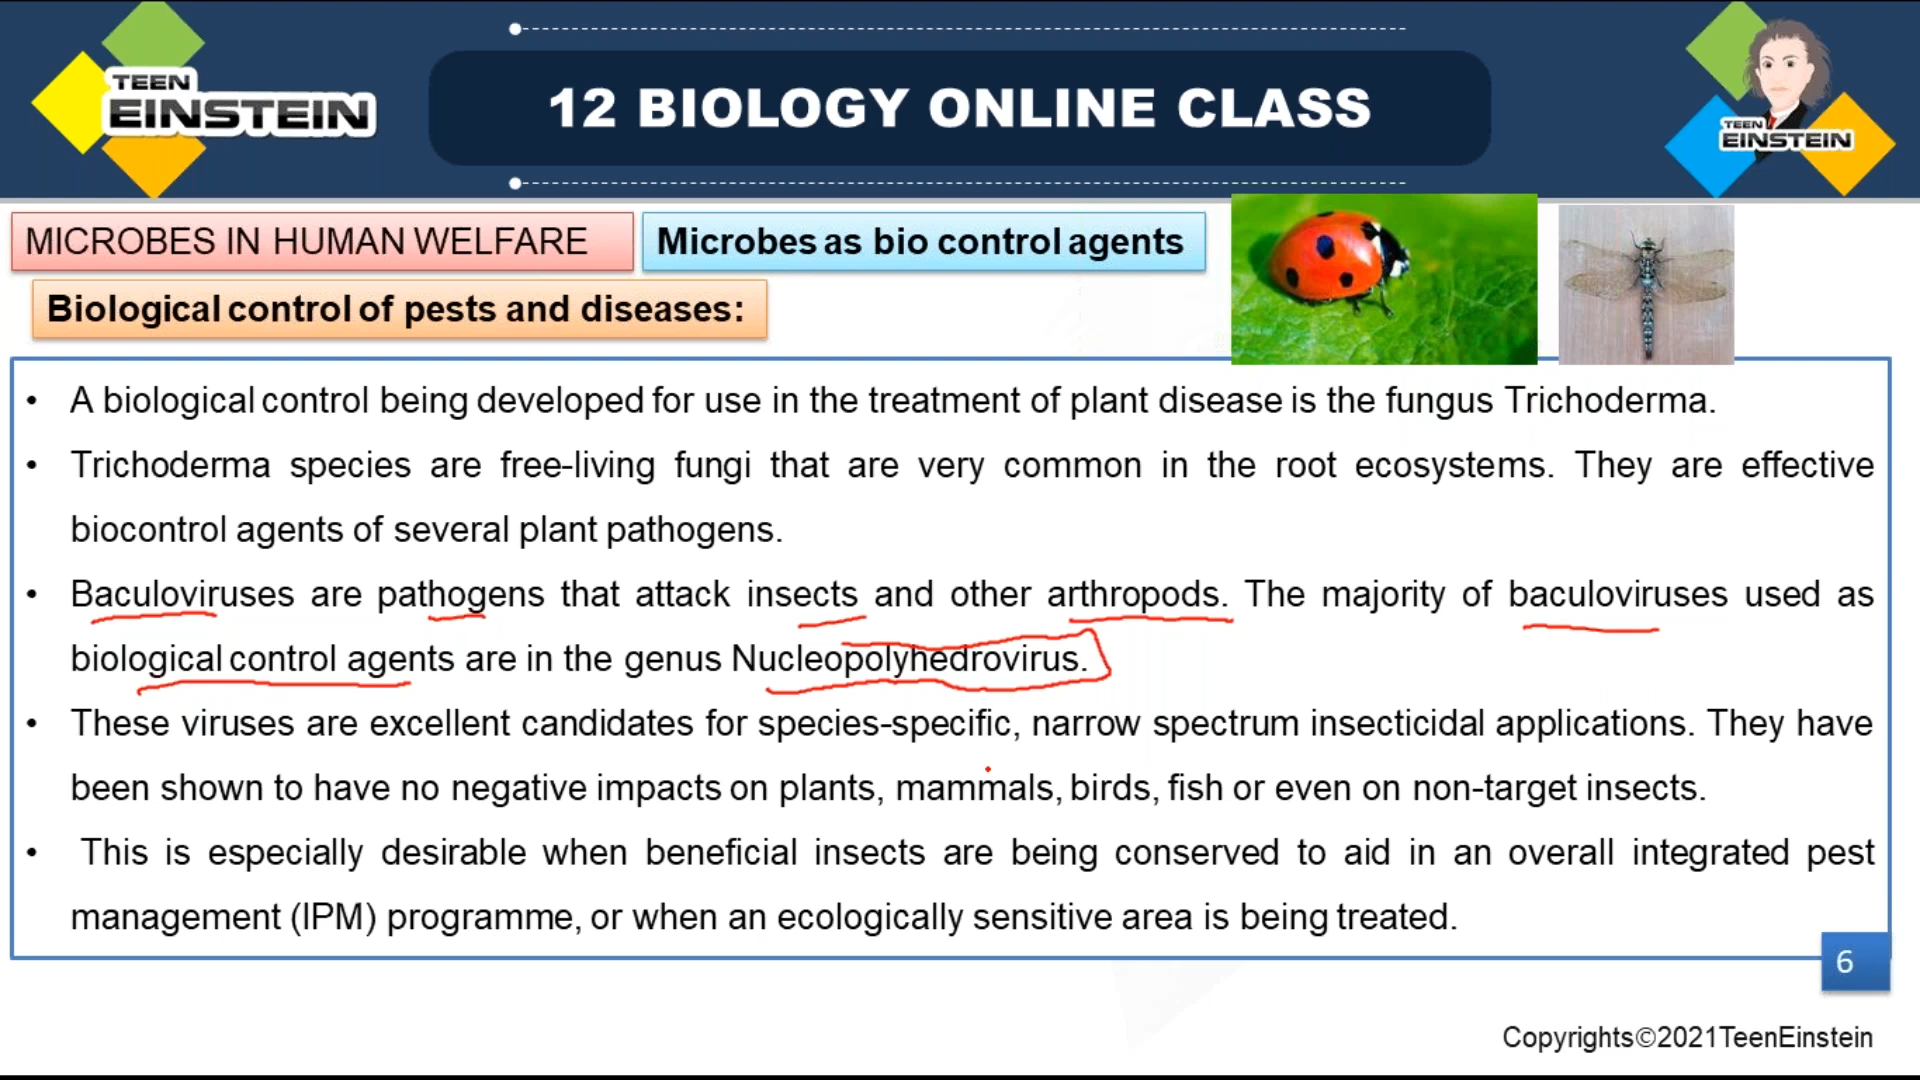 TEEN
EINSTEIN
12 BIOLOGY ONLINE CLASS
TEEN
EINSTEIN
MICROBES IN HUMAN WELFARE
Microbes as bio control agents
Biological control of pests and diseases:
• A biological control being developed for use in the treatment of plant disease is the fungus Trichoderma.
• Trichoderma species are free-living fungi that are very common in the root ecosystems. They are effective
biocontrol agents of several plant pathogens.
• Baculoviruses are pathogens that attack insects and other arthropods. The majority of baculoviruses used as
biological control agents are in the genus Nucleopolyhedrovirus.
• These viruses are excellent candidates for species-specific, narrow spectrum insecticidal applications. They have
been shown to have no negative impacts on plants, mammals, birds, fish or even on non-target insects.
• This is especially desirable when beneficial insects are being conserved to aid in an overall integrated pest
management (IPM) programme, or when an ecologically sensitive area is being treated.
6
Copyrights©2021TeenEinstein